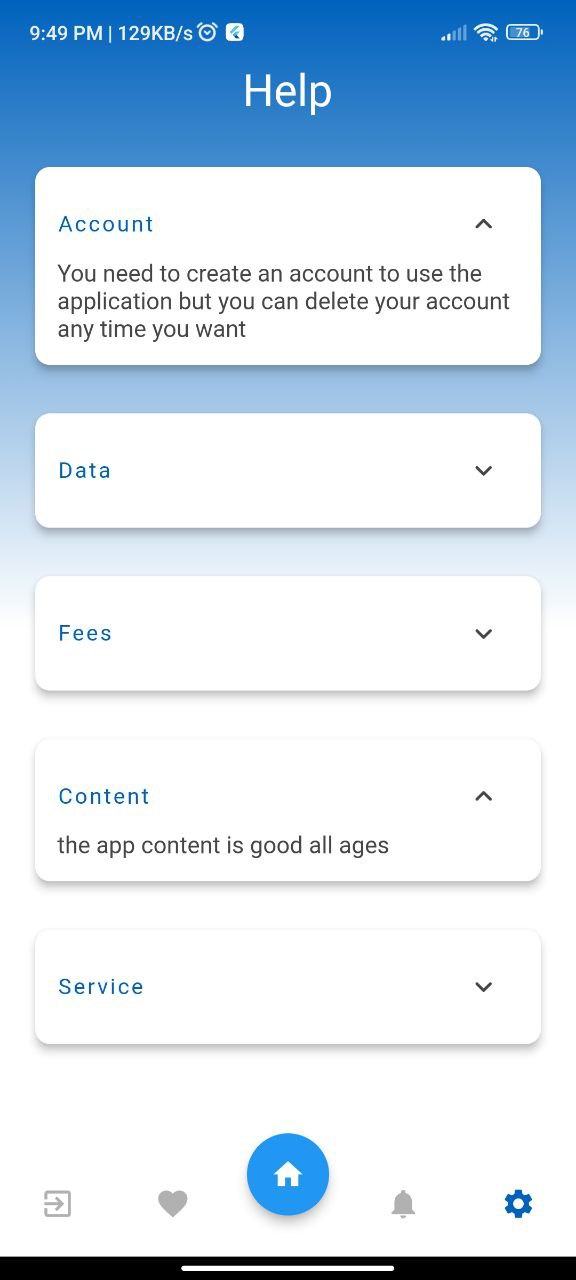 9:49 PM | 129KB/s
76
Help
Account
You need to create an account to use the
application but you can delete your account
any time you want
Data
Fees
Content
the app content is good all ages
Service